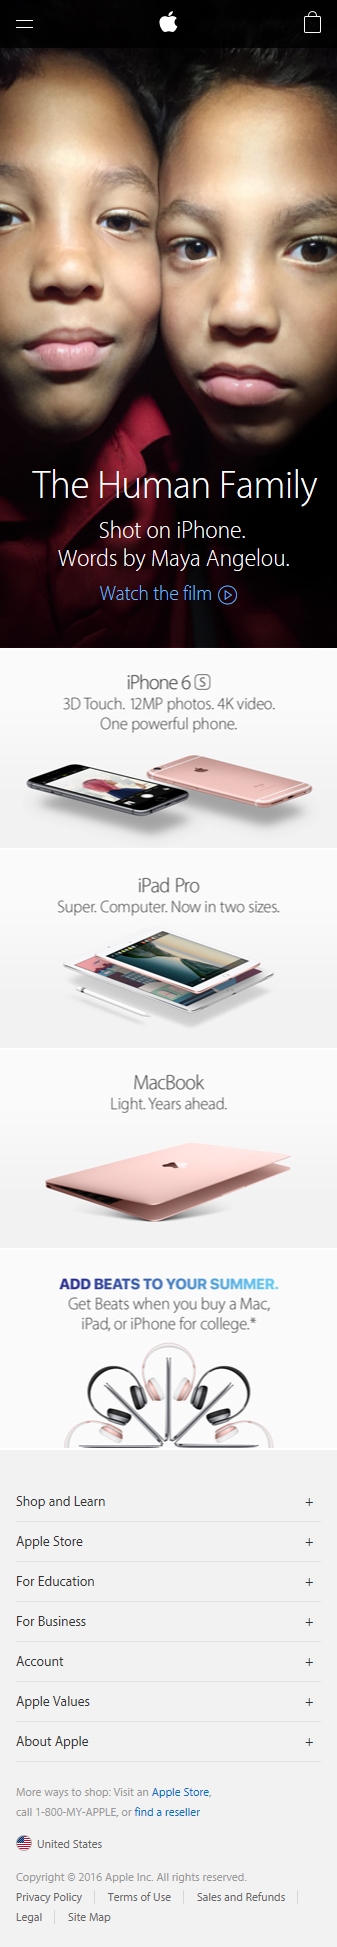 The Human Family
Shot on iPhone.
Words by Maya Angelou.
Watch the film
iPhone 6 S
3D Touch. 12MP photos. 4K video.
One powerful phone.
iPad Pro
Super. Computer. Now in two sizes.
MacBook
Light. Years ahead.
ADD BEATS TO YOUR SUMMER.
Get Beats when you buy a Mac,
iPad, or iPhone for college.*
Shop and Learn +
Apple Store +
For Education +
For Business +
Account +
Apple Values +
About Apple +
More ways to shop: Visit an Apple Store,
call 1-800-MY-APPLE, or find a reseller
United States
Copyright © 2016 Apple Inc. All rights reserved.
Privacy Policy | Terms of Use | Sales and Refunds |
Legal | Site Map